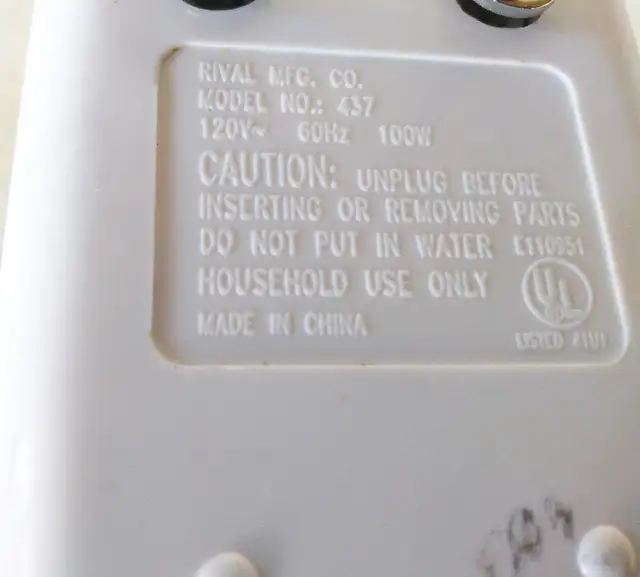 RIVAL MFG. CO.
MODEL NO.: 437
120V~ 60Hz 100W
CAUTION: UNPLUG BEFORE
INSERTING OR REMOVING PARTS
DO NOT PUT IN WATER E110951
HOUSEHOLD USE ONLY
UL
MADE IN CHINA
LISTED